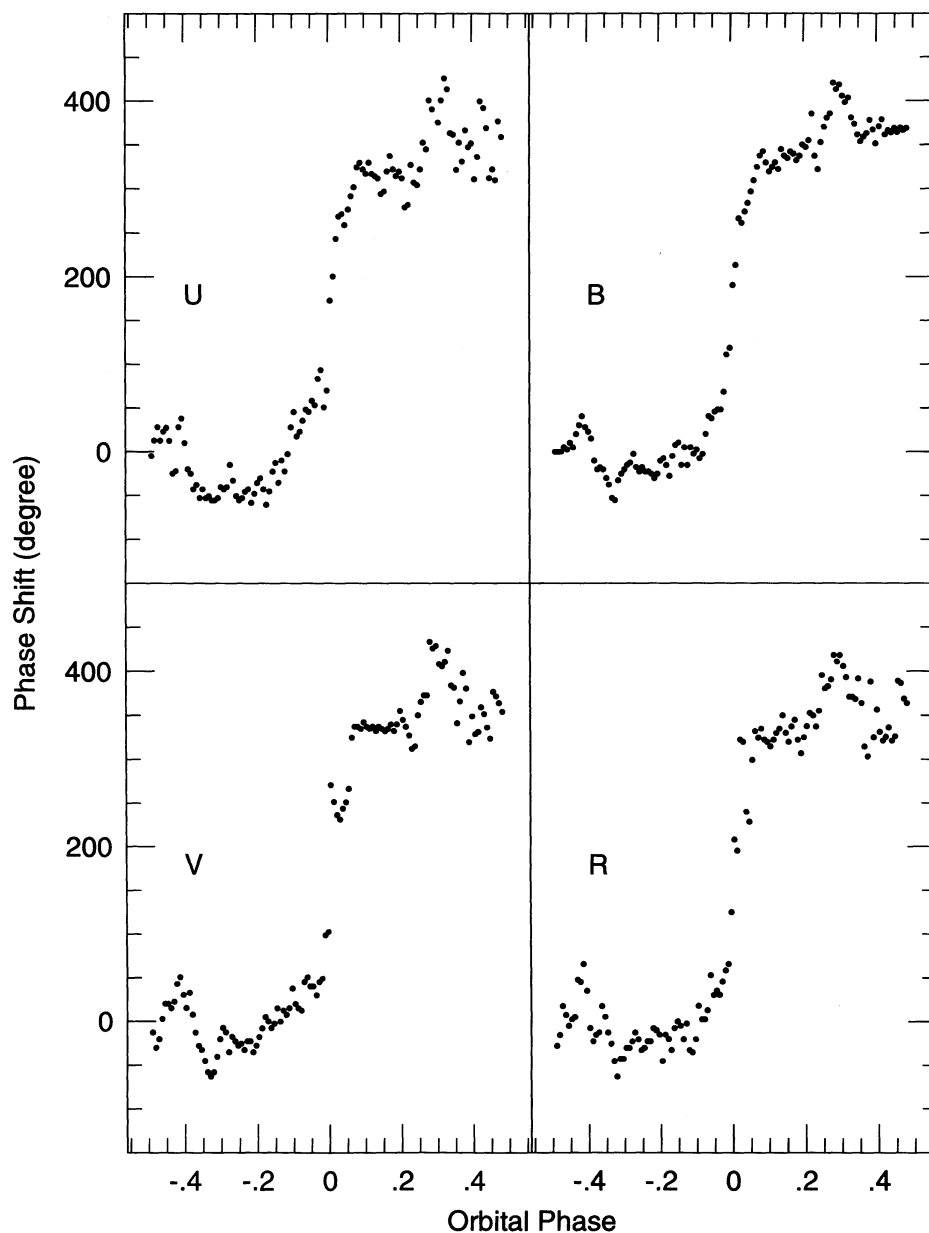 400
200
0
U
B
400
200
0
V
R
-.4 -.2 0 .2 .4 -.4 -.2 0 .2 .4
Phase Shift (degree)
Orbital Phase